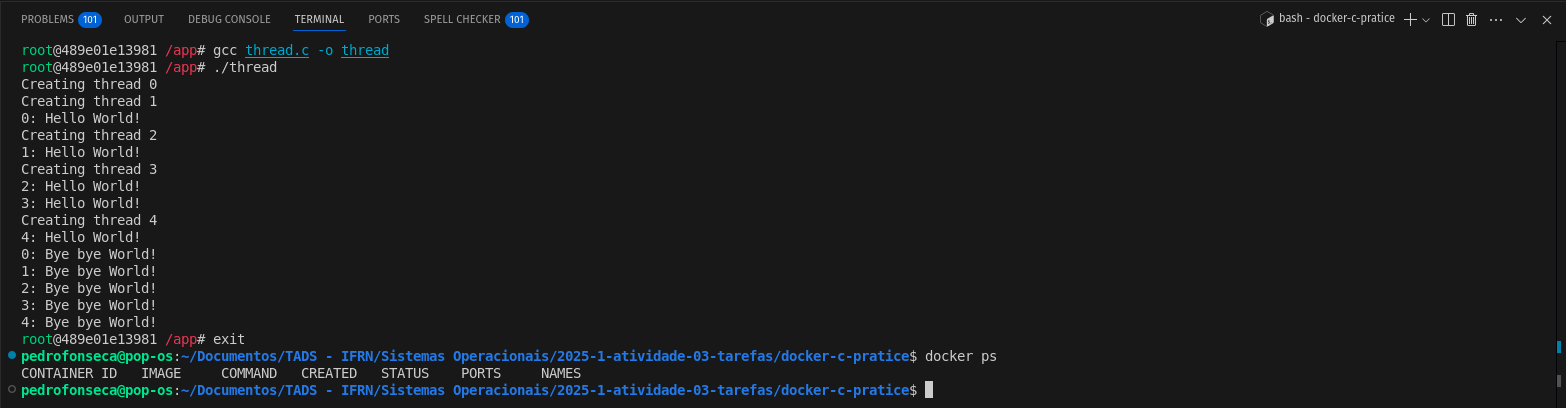 PROBLEMS 101 OUTPUT DEBUG CONSOLE TERMINAL PORTS SPELL CHECKER 101 bash - docker-c-pratice
root@489e01e13981 /app# gcc thread.c -o thread
root@489e01e13981 /app# ./thread
Creating thread 0
Creating thread 1
0: Hello World!
Creating thread 2
1: Hello World!
Creating thread 3
2: Hello World!
3: Hello World!
Creating thread 4
4: Hello World!
0: Bye bye World!
1: Bye bye World!
2: Bye bye World!
3: Bye bye World!
4: Bye bye World!
root@489e01e13981 /app# exit
pedrofonseca@pop-os:~/Documentos/TADS - IFRN/Sistemas Operacionais/2025-1-atividade-03-tarefas/docker-c-pratice$ docker ps
CONTAINER ID   IMAGE     COMMAND   CREATED   STATUS    PORTS     NAMES
pedrofonseca@pop-os:~/Documentos/TADS - IFRN/Sistemas Operacionais/2025-1-atividade-03-tarefas/docker-c-pratice$